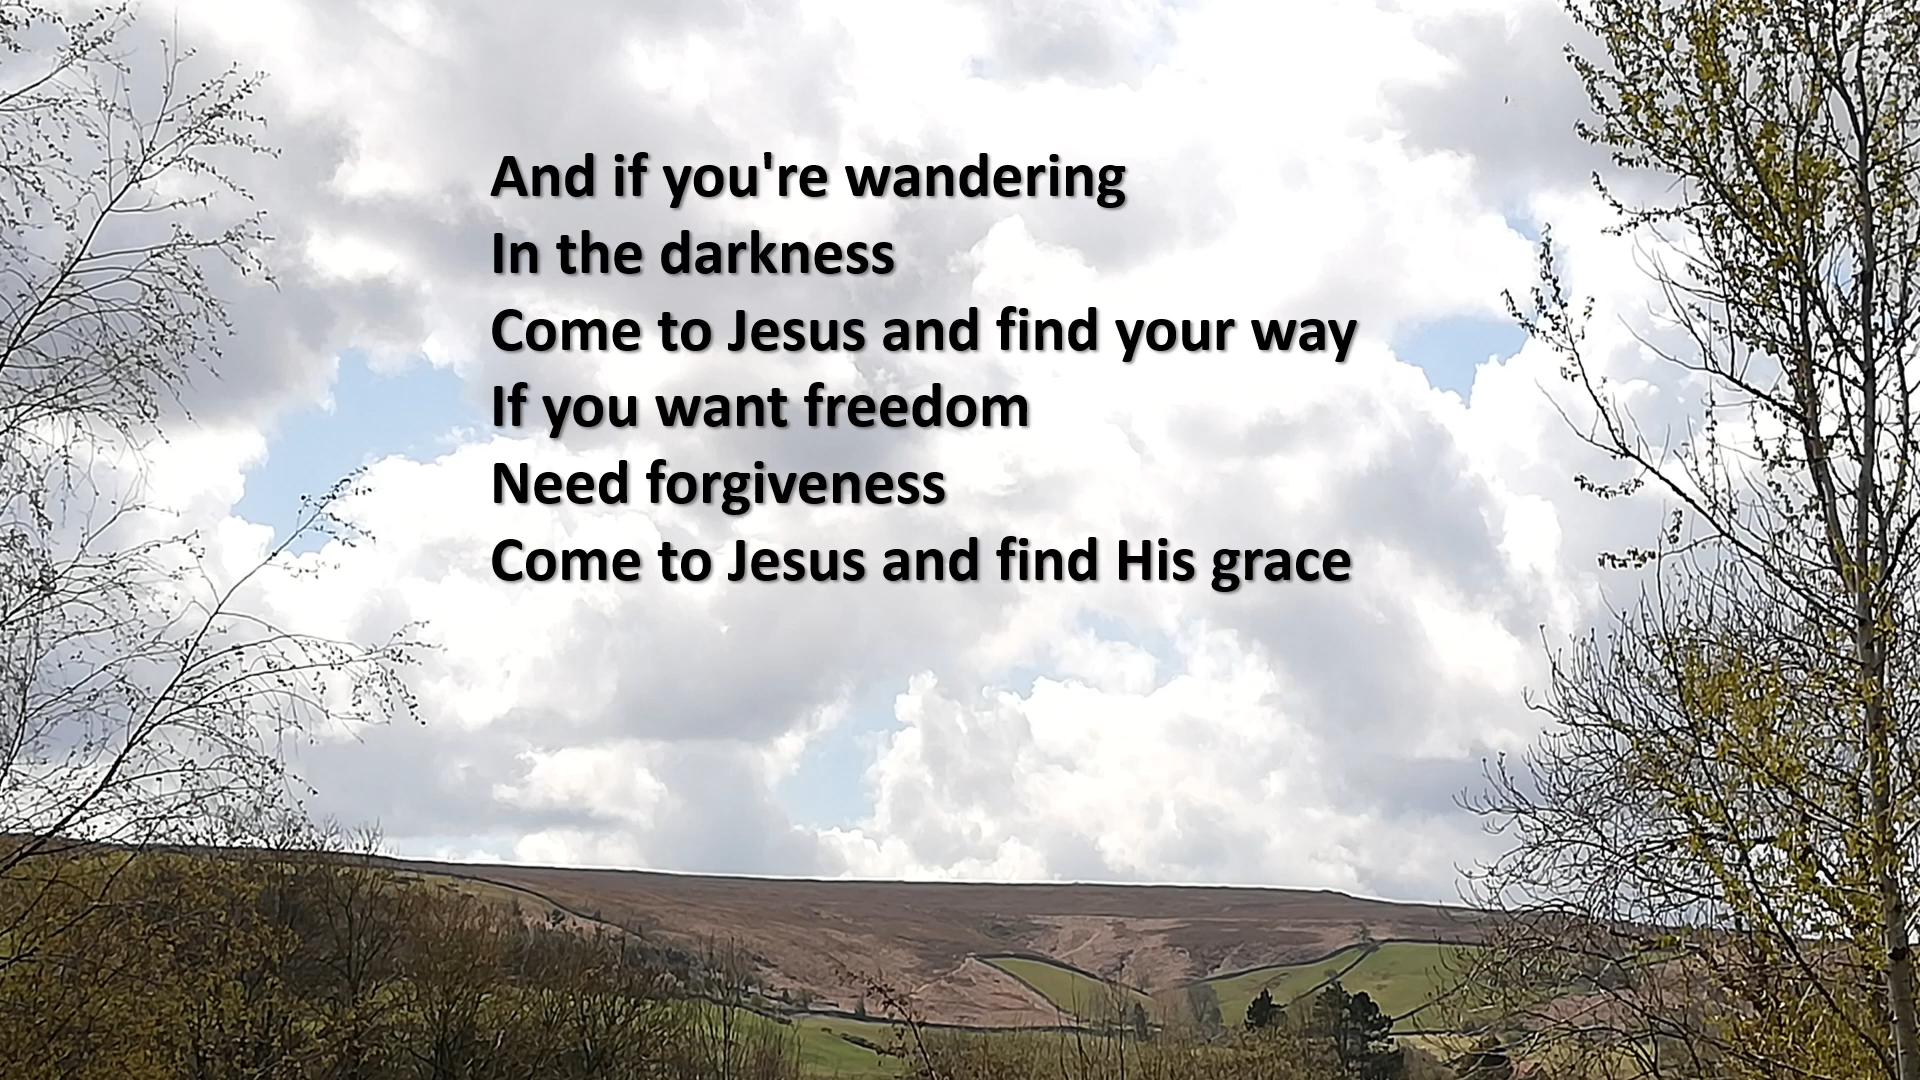 And if you're wandering
In the darkness
Come to Jesus and find your way
If you want freedom
Need forgiveness
Come to Jesus and find His grace